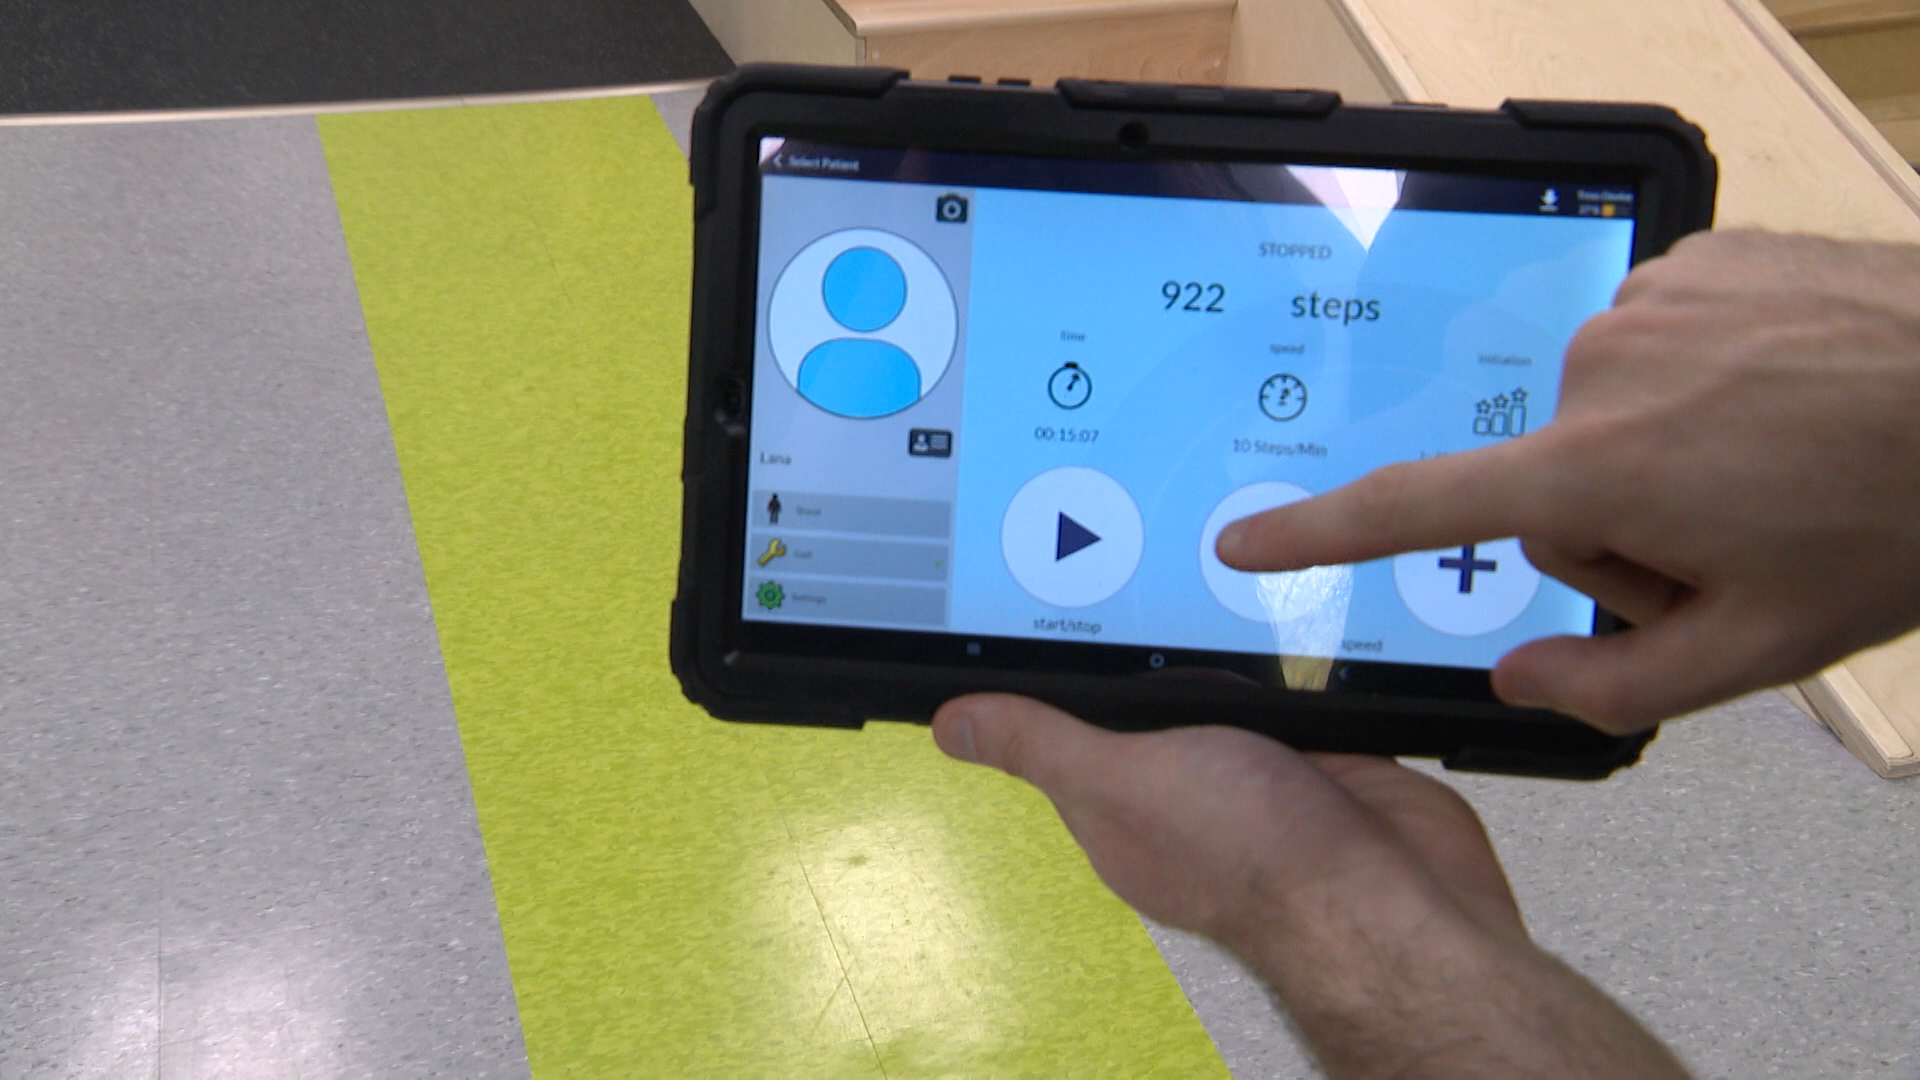 Select Patient
STOPPED
922 steps
time
speed
initiation
00:15:07
10 Steps/Min
Lana
Gait
Settings
start/stop
speed